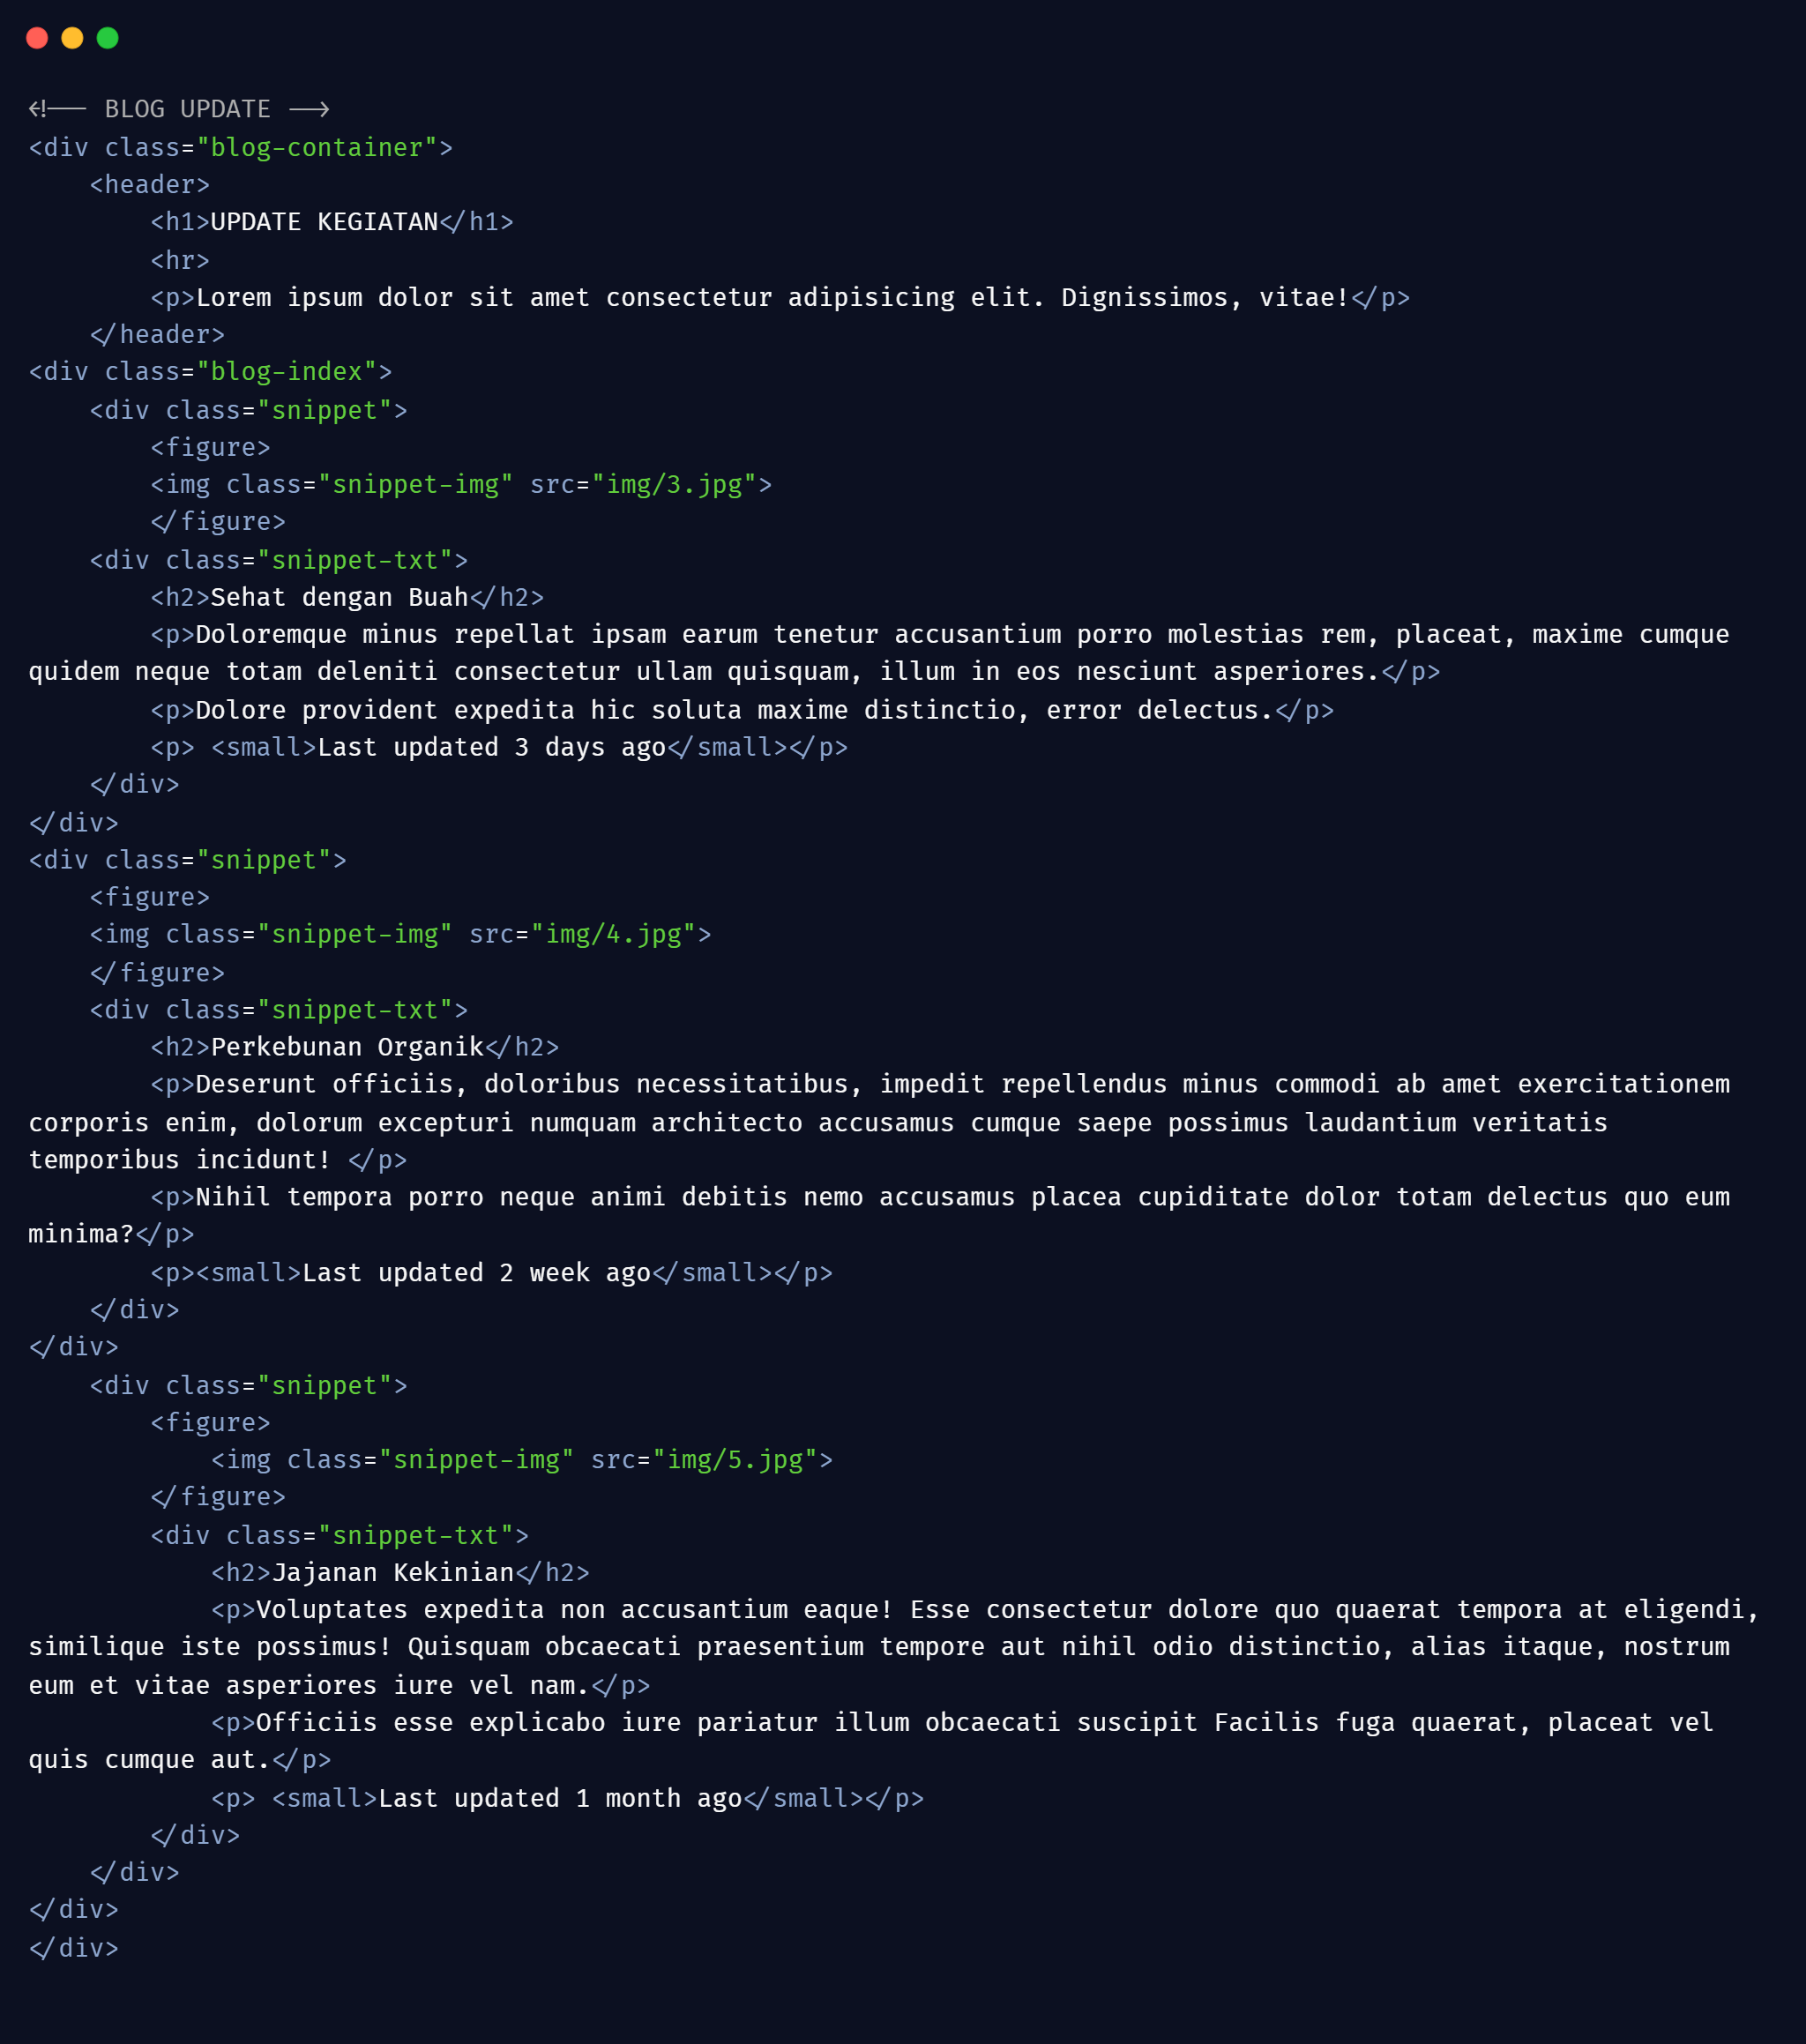 <!-- BLOG UPDATE -->
<div class="blog-container">
    <header>
        <h1>UPDATE KEGIATAN</h1>
        <hr>
        <p>Lorem ipsum dolor sit amet consectetur adipisicing elit. Dignissimos, vitae!</p>
    </header>
<div class="blog-index">
    <div class="snippet">
        <figure>
        <img class="snippet-img" src="img/3.jpg">
        </figure>
    <div class="snippet-txt">
        <h2>Sehat dengan Buah</h2>
        <p>Doloremque minus repellat ipsam earum tenetur accusantium porro molestias rem, placeat, maxime cumque
quidem neque totam deleniti consectetur ullam quisquam, illum in eos nesciunt asperiores.</p>
        <p>Dolore provident expedita hic soluta maxime distinctio, error delectus.</p>
        <p> <small>Last updated 3 days ago</small></p>
    </div>
</div>
<div class="snippet">
    <figure>
    <img class="snippet-img" src="img/4.jpg">
    </figure>
    <div class="snippet-txt">
        <h2>Perkebunan Organik</h2>
        <p>Deserunt officiis, doloribus necessitatibus, impedit repellendus minus commodi ab amet exercitationem
corporis enim, dolorum excepturi numquam architecto accusamus cumque saepe possimus laudantium veritatis
temporibus incidunt! </p>
        <p>Nihil tempora porro neque animi debitis nemo accusamus placea cupiditate dolor totam delectus quo eum
minima?</p>
        <p><small>Last updated 2 week ago</small></p>
    </div>
</div>
    <div class="snippet">
        <figure>
            <img class="snippet-img" src="img/5.jpg">
        </figure>
        <div class="snippet-txt">
            <h2>Jajanan Kekinian</h2>
            <p>Voluptates expedita non accusantium eaque! Esse consectetur dolore quo quaerat tempora at eligendi,
similique iste possimus! Quisquam obcaecati praesentium tempore aut nihil odio distinctio, alias itaque, nostrum
eum et vitae asperiores iure vel nam.</p>
            <p>Officiis esse explicabo iure pariatur illum obcaecati suscipit Facilis fuga quaerat, placeat vel
quis cumque aut.</p>
            <p> <small>Last updated 1 month ago</small></p>
        </div>
    </div>
</div>
</div>